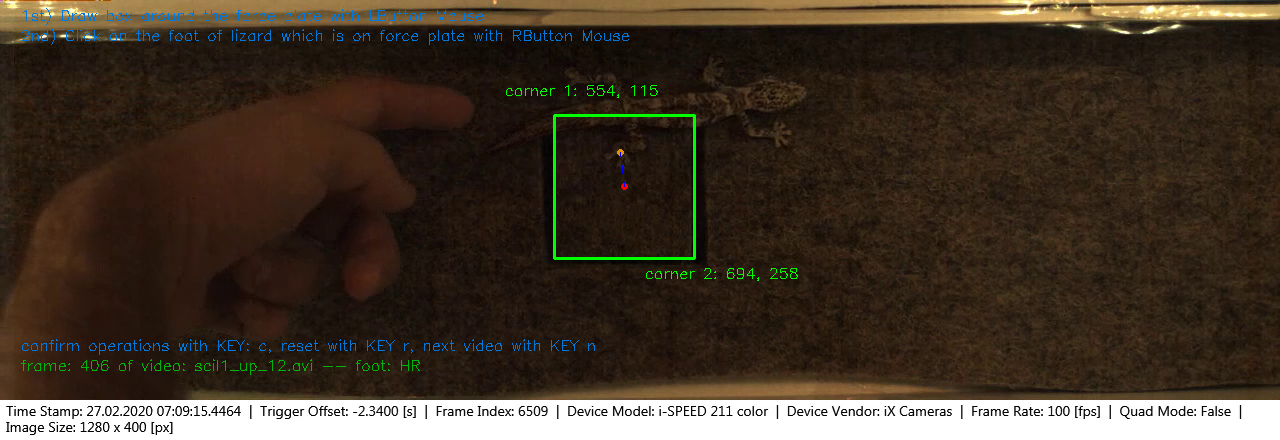 1st) Draw box around the force plate with LButton Mouse
2nd) Click on the foot of lizard which is on force plate with RButton Mouse
corner 1: 554, 115
corner 2: 694, 258
confirm operations with KEY: c, reset with KEY r, next video with KEY n
frame: 406 of video: scil1_up_12.avi -- foot: HR
Time Stamp: 27.02.2020 07:09:15.4464 | Trigger Offset: -2.3400 [s] | Frame Index: 6509 | Device Model: i-SPEED 211 color | Device Vendor: iX Cameras | Frame Rate: 100 [fps] | Quad Mode: False |
Image Size: 1280 x 400 [px]